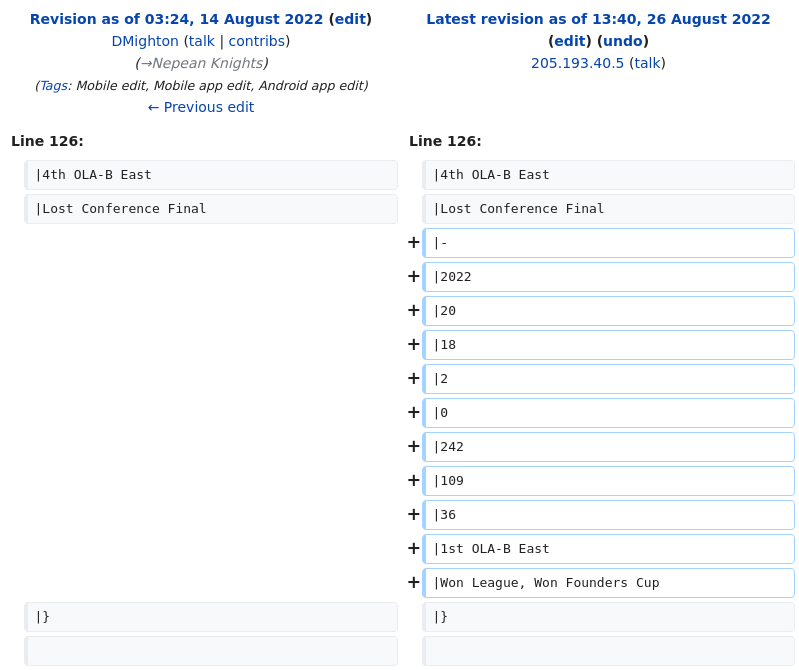 Revision as of 03:24, 14 August 2022 (edit)
DMighton (talk | contribs)
(→Nepean Knights)
(Tags: Mobile edit, Mobile app edit, Android app edit)
← Previous edit
Latest revision as of 13:40, 26 August 2022
(edit) (undo)
205.193.40.5 (talk)
Line 126:
Line 126:
|4th OLA-B East
|4th OLA-B East
|Lost Conference Final
|Lost Conference Final
+ |-
+ |2022
+ |20
+ |18
+ |2
+ |0
+ |242
+ |109
+ |36
+ |1st OLA-B East
+ |Won League, Won Founders Cup
|}
|}